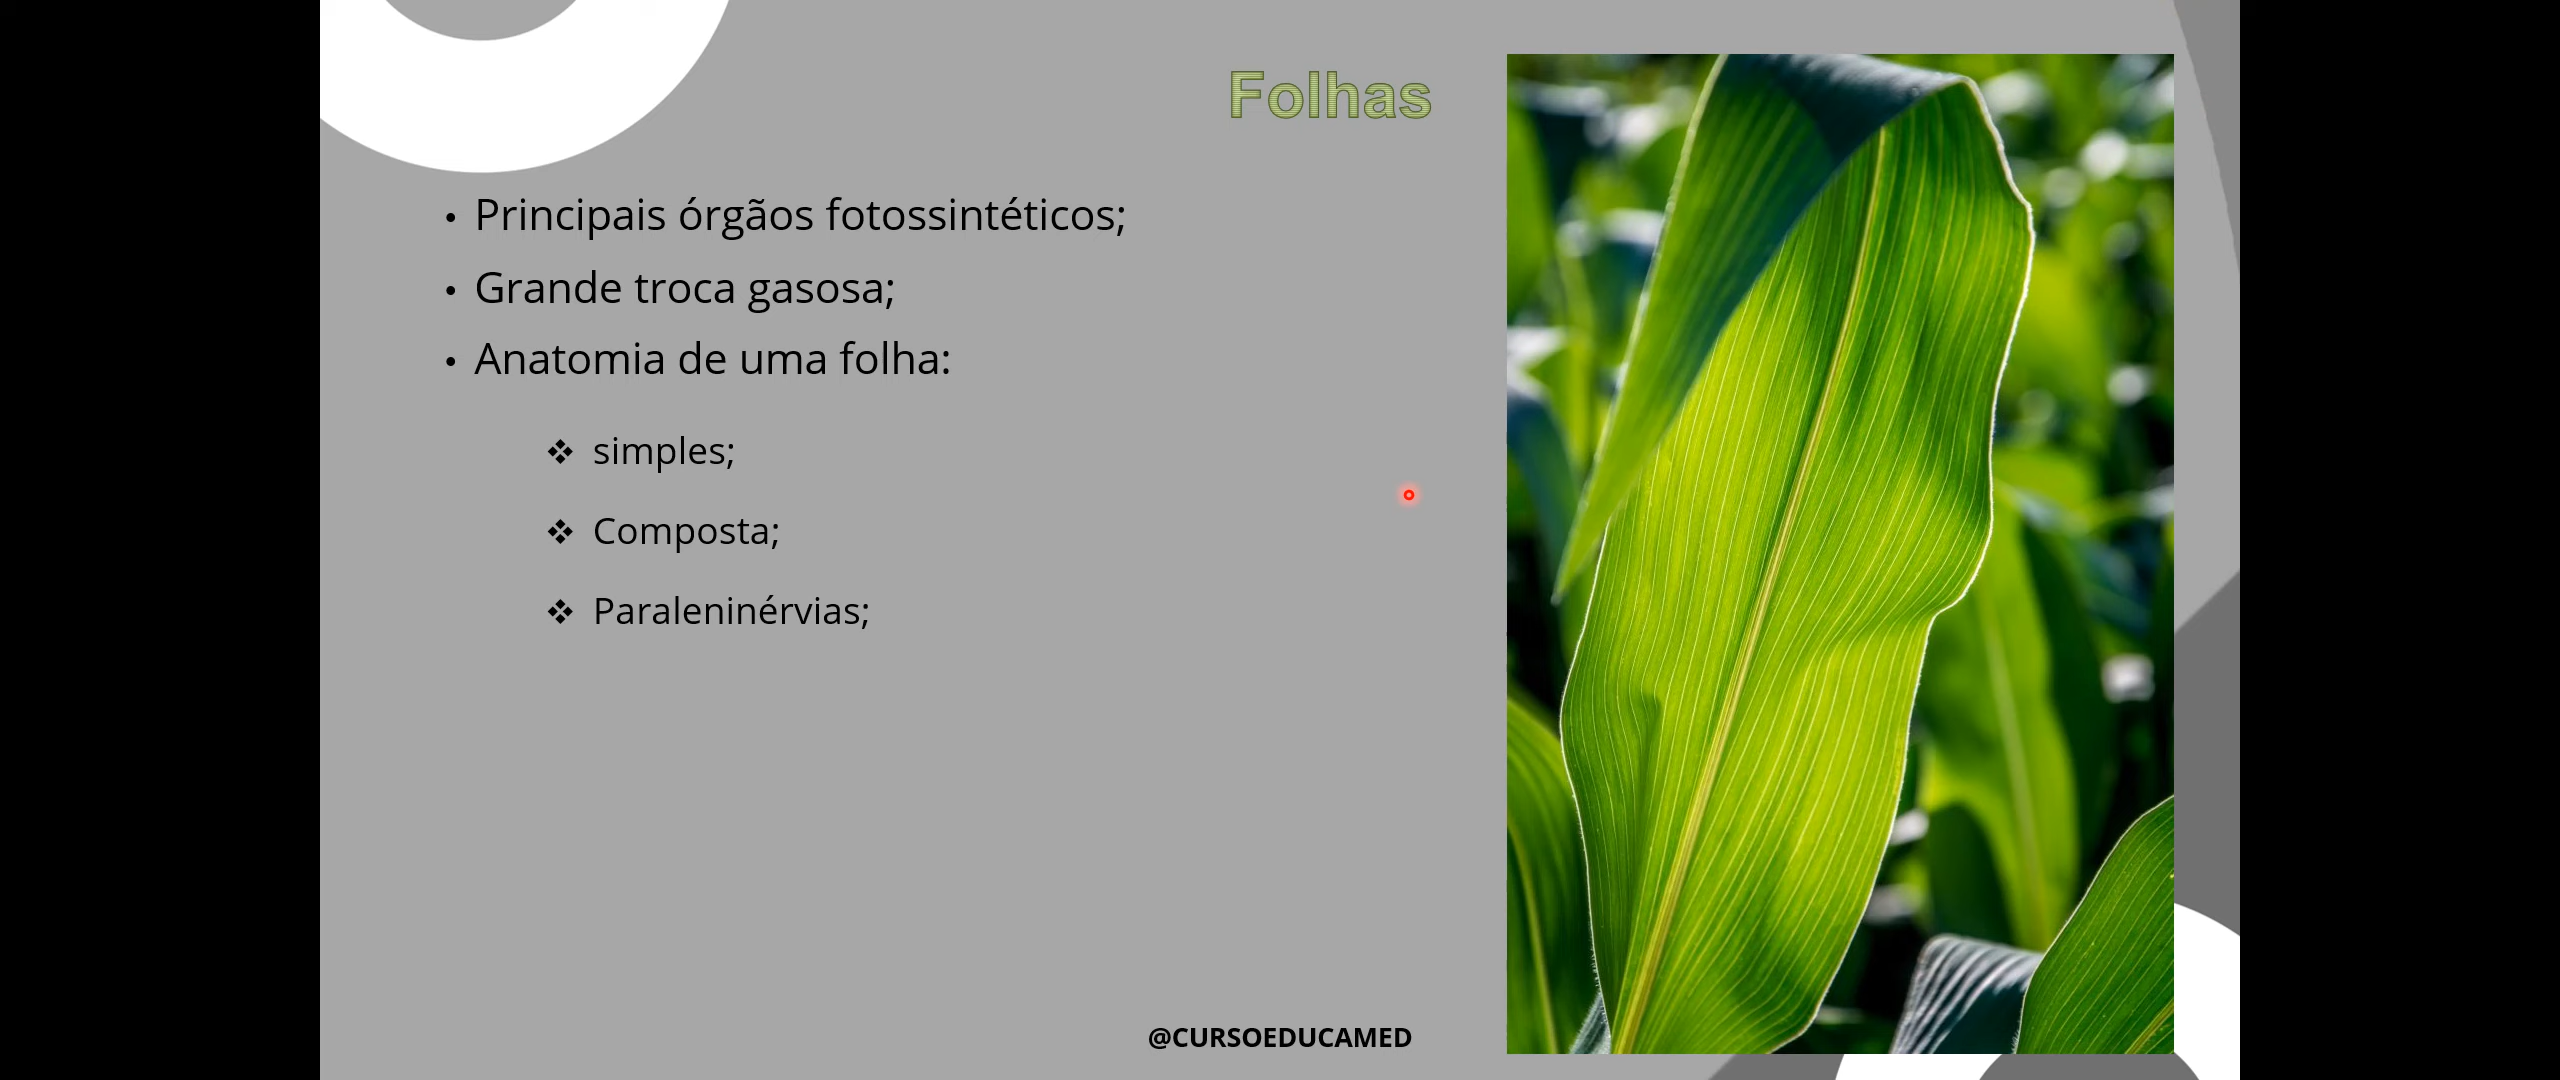 Folhas
• Principais órgãos fotossintéticos;
• Grande troca gasosa;
• Anatomia de uma folha:
❖ simples;
❖ Composta;
❖ Paraleninérvias;
@CURSOEDUCAMED